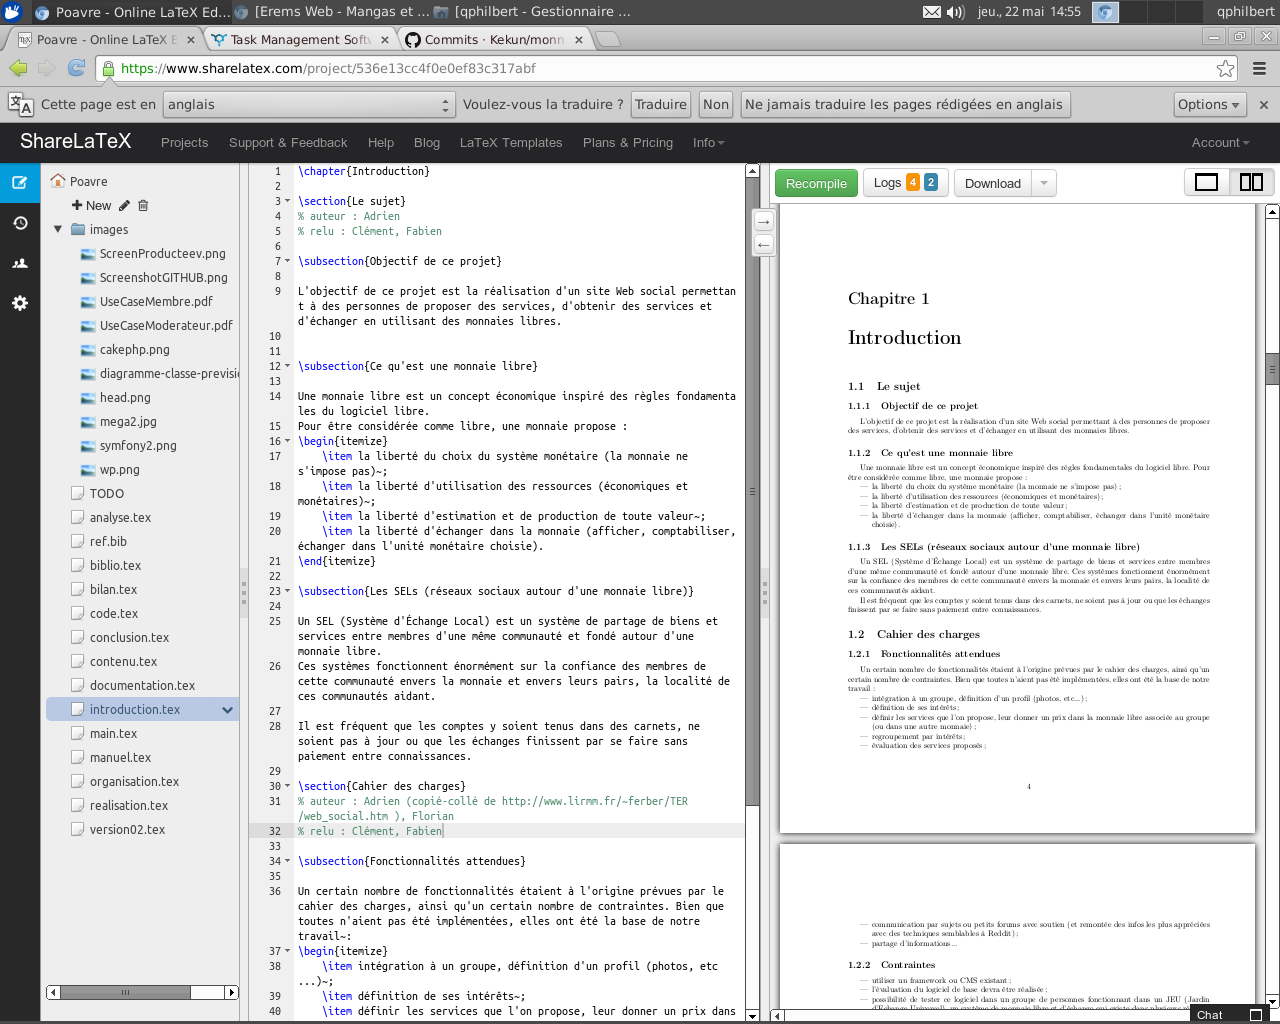 Poavre - Online LaTeX Ed... [Erems Web - Mangas et ... [qphilbert - Gestionnaire ... jeu., 22 mai 14:55 qphilbert
Poavre - Online LaTeX E Task Management Softw Commits · Kekun/monn
https://www.sharelatex.com/project/536e13cc4f0e0ef83c317abf
Cette page est en anglais Voulez-vous la traduire ? Traduire Non Ne jamais traduire les pages rédigées en anglais Options
ShareLaTeX Projects Support & Feedback Help Blog LaTeX Templates Plans & Pricing Info Account
Poavre
New
images
ScreenProducteev.png
ScreenshotGITHUB.png
UseCaseMembre.pdf
UseCaseModerateur.pdf
cakephp.png
diagramme-classe-previsio
head.png
mega2.jpg
symfony2.png
wp.png
TODO
analyse.tex
ref.bib
biblio.tex
bilan.tex
code.tex
conclusion.tex
contenu.tex
documentation.tex
introduction.tex
main.tex
manuel.tex
organisation.tex
realisation.tex
version02.tex
1 \chapter{Introduction}
2
3 \section{Le sujet}
4 % auteur : Adrien
5 % relu : Clément, Fabien
6
7 \subsection{Objectif de ce projet}
8
9 L'objectif de ce projet est la réalisation d'un site Web social permettan
t à des personnes de proposer des services, d'obtenir des services et
d'échanger en utilisant des monnaies libres.
10
11
12 \subsection{Ce qu'est une monnaie libre}
13
14 Une monnaie libre est un concept économique inspiré des règles fondamenta
les du logiciel libre.
15 Pour être considérée comme libre, une monnaie propose :
16 \begin{itemize}
17 \item la liberté du choix du système monétaire (la monnaie ne
s'impose pas)~;
18 \item la liberté d'utilisation des ressources (économiques et
monétaires)~;
19 \item la liberté d'estimation et de production de toute valeur~;
20 \item la liberté d'échanger dans la monnaie (afficher, comptabiliser,
échanger dans l'unité monétaire choisie).
21 \end{itemize}
22
23 \subsection{Les SELs (réseaux sociaux autour d'une monnaie libre)}
24
25 Un SEL (Système d'Échange Local) est un système de partage de biens et
services entre membres d'une même communauté et fondé autour d'une
monnaie libre.
26 Ces systèmes fonctionnent énormément sur la confiance des membres de
cette communauté envers la monnaie et envers leurs pairs, la localité de
ces communautés aidant.
27
28 Il est fréquent que les comptes y soient tenus dans des carnets, ne
soient pas à jour ou que les échanges finissent par se faire sans
paiement entre connaissances.
29
30 \section{Cahier des charges}
31 % auteur : Adrien (copié-collé de http://www.lirmm.fr/~ferber/TER
/web_social.htm ), Florian
32 % relu : Clément, Fabien
33
34 \subsection{Fonctionnalités attendues}
35
36 Un certain nombre de fonctionnalités étaient à l'origine prévues par le
cahier des charges, ainsi qu'un certain nombre de contraintes. Bien que
toutes n'aient pas été implémentées, elles ont été la base de notre
travail~:
37 \begin{itemize}
38 \item intégration à un groupe, définition d'un profil (photos, etc
...)~;
39 \item définition de ses intérêts~;
40 \item définir les services que l'on propose, leur donner un prix dans
Recompile Logs 4 2 Download
Chapitre 1
Introduction
1.1 Le sujet
1.1.1 Objectif de ce projet
L'objectif de ce projet est la réalisation d'un site Web social permettant à des personnes de proposer
des services, d'obtenir des services et d'échanger en utilisant des monnaies libres.
1.1.2 Ce qu'est une monnaie libre
Une monnaie libre est un concept économique inspiré des règles fondamentales du logiciel libre. Pour
être considérée comme libre, une monnaie propose :
— la liberté du choix du système monétaire (la monnaie ne s'impose pas) ;
— la liberté d'utilisation des ressources (économiques et monétaires) ;
— la liberté d'estimation et de production de toute valeur ;
— la liberté d'échanger dans la monnaie (afficher, comptabiliser, échanger dans l'unité monétaire
choisie).
1.1.3 Les SELs (réseaux sociaux autour d'une monnaie libre)
Un SEL (Système d'Échange Local) est un système de partage de biens et services entre membres
d'une même communauté et fondé autour d'une monnaie libre. Ces systèmes fonctionnent énormément
sur la confiance des membres de cette communauté envers la monnaie et envers leurs pairs, la localité de
ces communautés aidant.
Il est fréquent que les comptes y soient tenus dans des carnets, ne soient pas à jour ou que les échanges
finissent par se faire sans paiement entre connaissances.
1.2 Cahier des charges
1.2.1 Fonctionnalités attendues
Un certain nombre de fonctionnalités étaient à l'origine prévues par le cahier des charges, ainsi qu'un
certain nombre de contraintes. Bien que toutes n'aient pas été implémentées, elles ont été la base de notre
travail :
— intégration à un groupe, définition d'un profil (photos, etc...) ;
— définition de ses intérêts ;
— définir les services que l'on propose, leur donner un prix dans la monnaie libre associée au groupe
(ou dans une autre monnaie) ;
— regroupement par intérêts ;
— évaluation des services proposés ;
4
— communication par sujets ou petits forums avec soutien (et remontée des infos les plus appréciées
avec des techniques semblables à Reddit) ;
— partage d'informations...
1.2.2 Contraintes
— utiliser un framework ou CMS existant ;
— l'évaluation du logiciel de base devra être réalisée ;
— possibilité de tester ce logiciel dans un groupe de personnes fonctionnant dans un JEU (Jardin
Chat